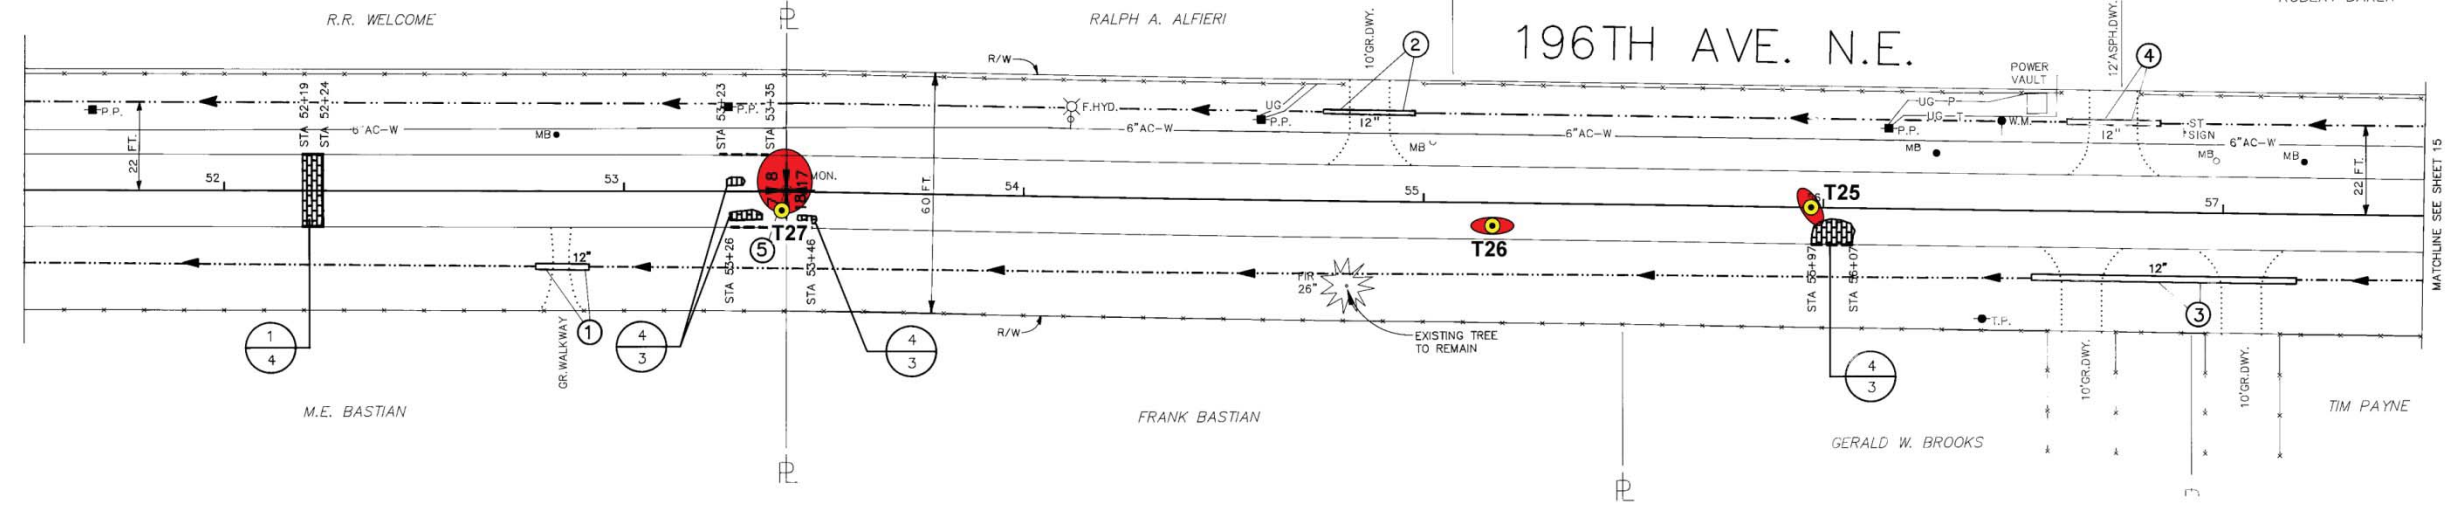 R.R. WELCOME
PL
RALPH A. ALFIERI
10'GR.DWY.
2
196TH AVE. N.E.
12'ASPH.DWY.
4
R/W
POWER
VAULT
STA 52+19
STA 52+24
STA 53+23
STA 53+35
P.P.
P.P.
F.HYD.
UG
P.P.
12"
UG P
UG T
W.M.
P.P.
12"
ST
SIGN
6"AC-W
MB
6"AC-W
6"AC-W
6"AC-W
MB
MB
MB
MB
22 FT.
52
53
MON.
54
55
57
22 FT.
60 FT.
T27
T26
T25
5
MATCHLINE SEE SHEET 15
12"
STA 53+26
STA 53+46
FIR
26"
12"
STA 55+97
STA 56+07
3
T.P.
1
4
1
GR.WALKWAY
4
3
R/W
4
3
EXISTING TREE
TO REMAIN
4
3
10'GR.DWY.
10'GR.DWY.
M.E. BASTIAN
FRANK BASTIAN
GERALD W. BROOKS
TIM PAYNE
PL
PL